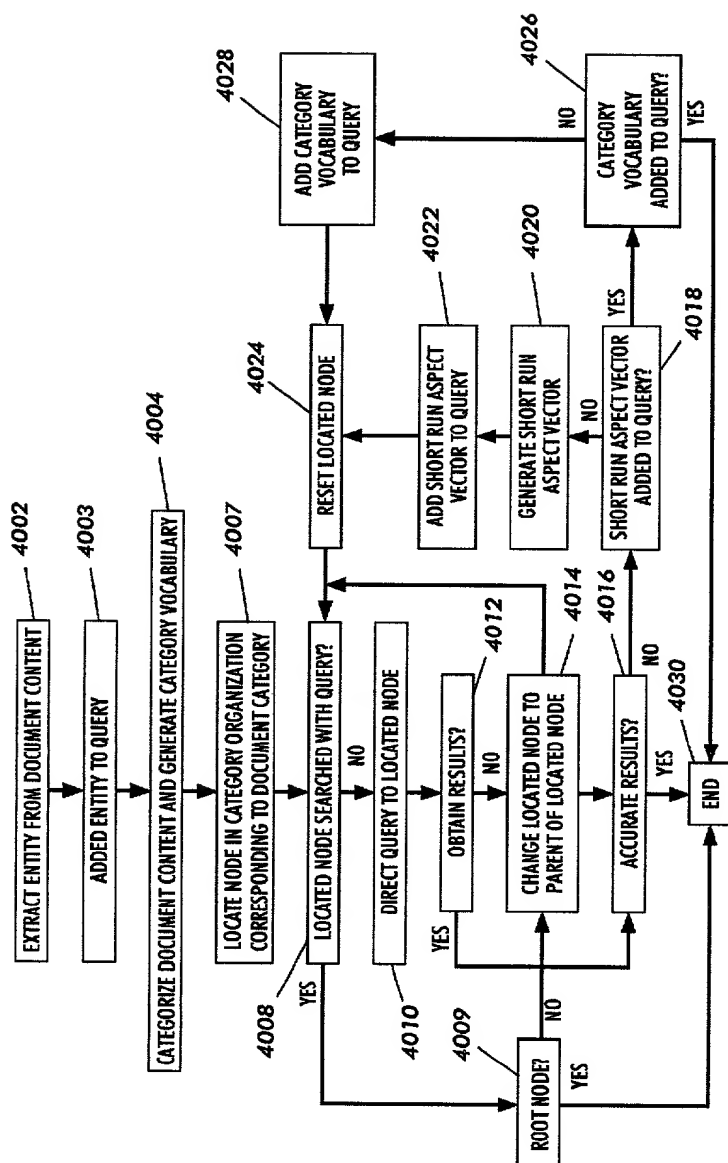 EXTRACT ENTITY FROM DOCUMENT CONTENT
4002
ADDED ENTITY TO QUERY
4003
CATEGORIZE DOCUMENT CONTENT AND GENERATE CATEGORY VOCABULARY
4004
LOCATE NODE IN CATEGORY ORGANIZATION
CORRESPONDING TO DOCUMENT CATEGORY
4007
LOCATED NODE SEARCHED WITH QUERY?
4008
YES
NO
DIRECT QUERY TO LOCATED NODE
4010
ROOT NODE?
4009
NO
YES
OBTAIN RESULTS?
4012
YES
NO
CHANGE LOCATED NODE TO
PARENT OF LOCATED NODE
4014
ACCURATE RESULTS?
4016
NO
YES
END
4030
RESET LOCATED NODE
4024
ADD SHORT RUN ASPECT
VECTOR TO QUERY
4022
GENERATE SHORT RUN
ASPECT VECTOR
4020
NO
SHORT RUN ASPECT VECTOR
ADDED TO QUERY?
4018
YES
ADD CATEGORY
VOCABULARY
TO QUERY
4028
NO
CATEGORY
VOCABULARY
ADDED TO QUERY?
4026
YES